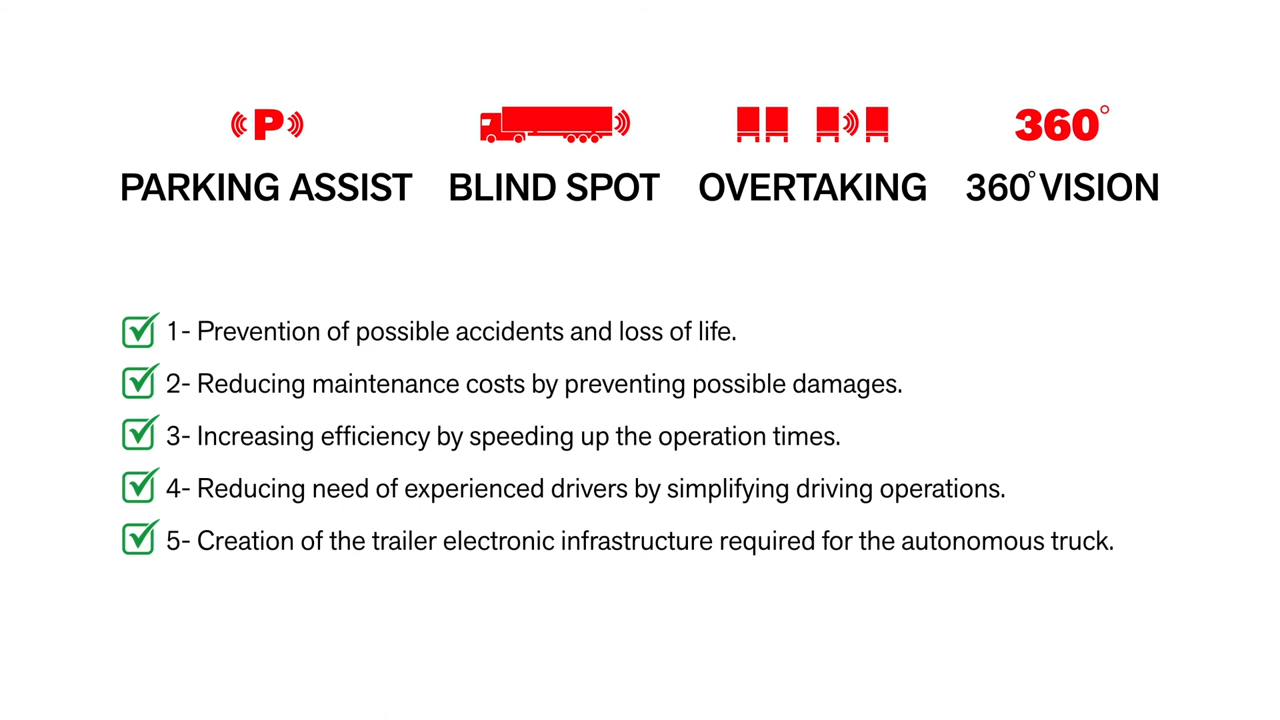 P 360°
PARKING ASSIST BLIND SPOT OVERTAKING 360° VISION
1- Prevention of possible accidents and loss of life.
2- Reducing maintenance costs by preventing possible damages.
3- Increasing efficiency by speeding up the operation times.
4- Reducing need of experienced drivers by simplifying driving operations.
5- Creation of the trailer electronic infrastructure required for the autonomous truck.